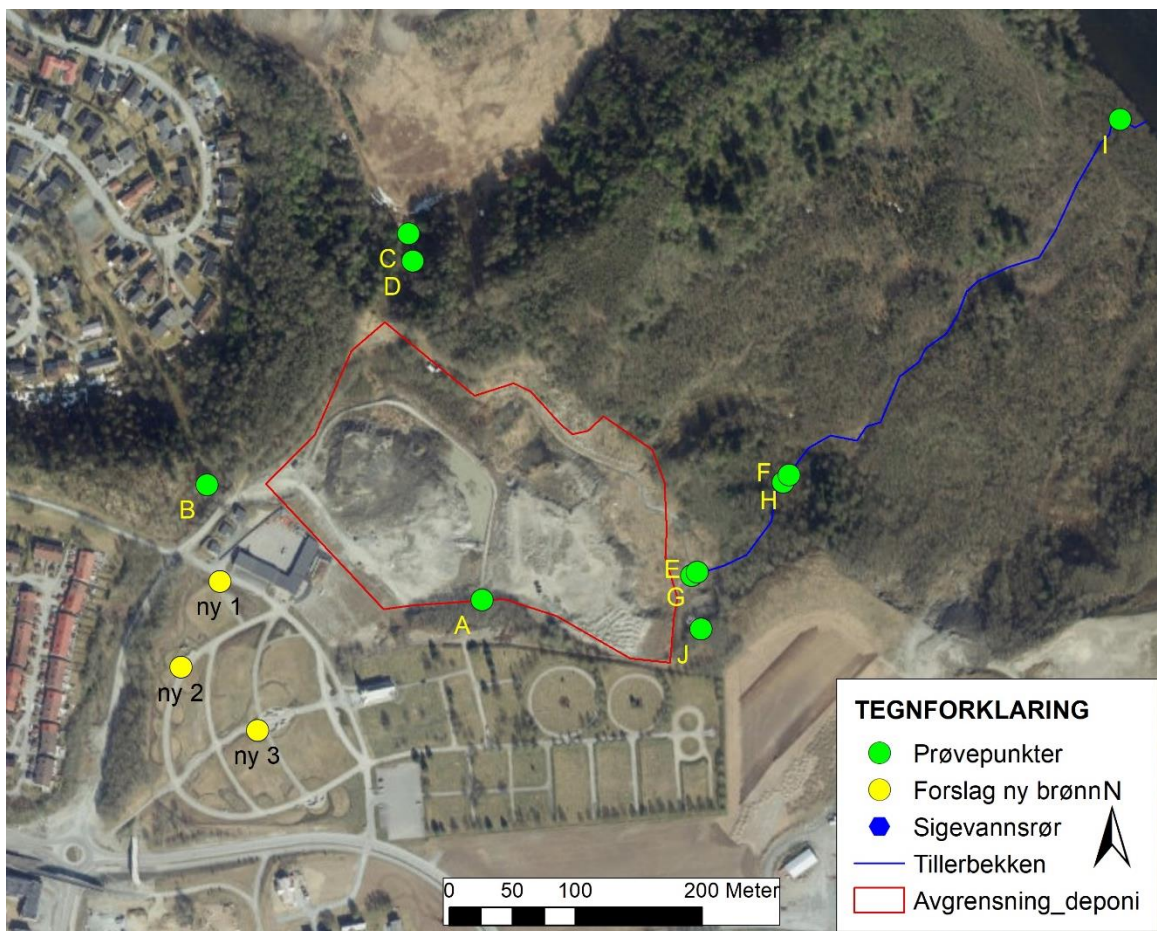 I
C
D
F
H
B
E
G
ny 1
A
J
ny 2
ny 3
TEGNFORKLARING
Prøvepunkter
Forslag ny brønn
N
Sigevannsrør
Tillerbekken
Avgrensning_deponi
0 50 100 200 Meter